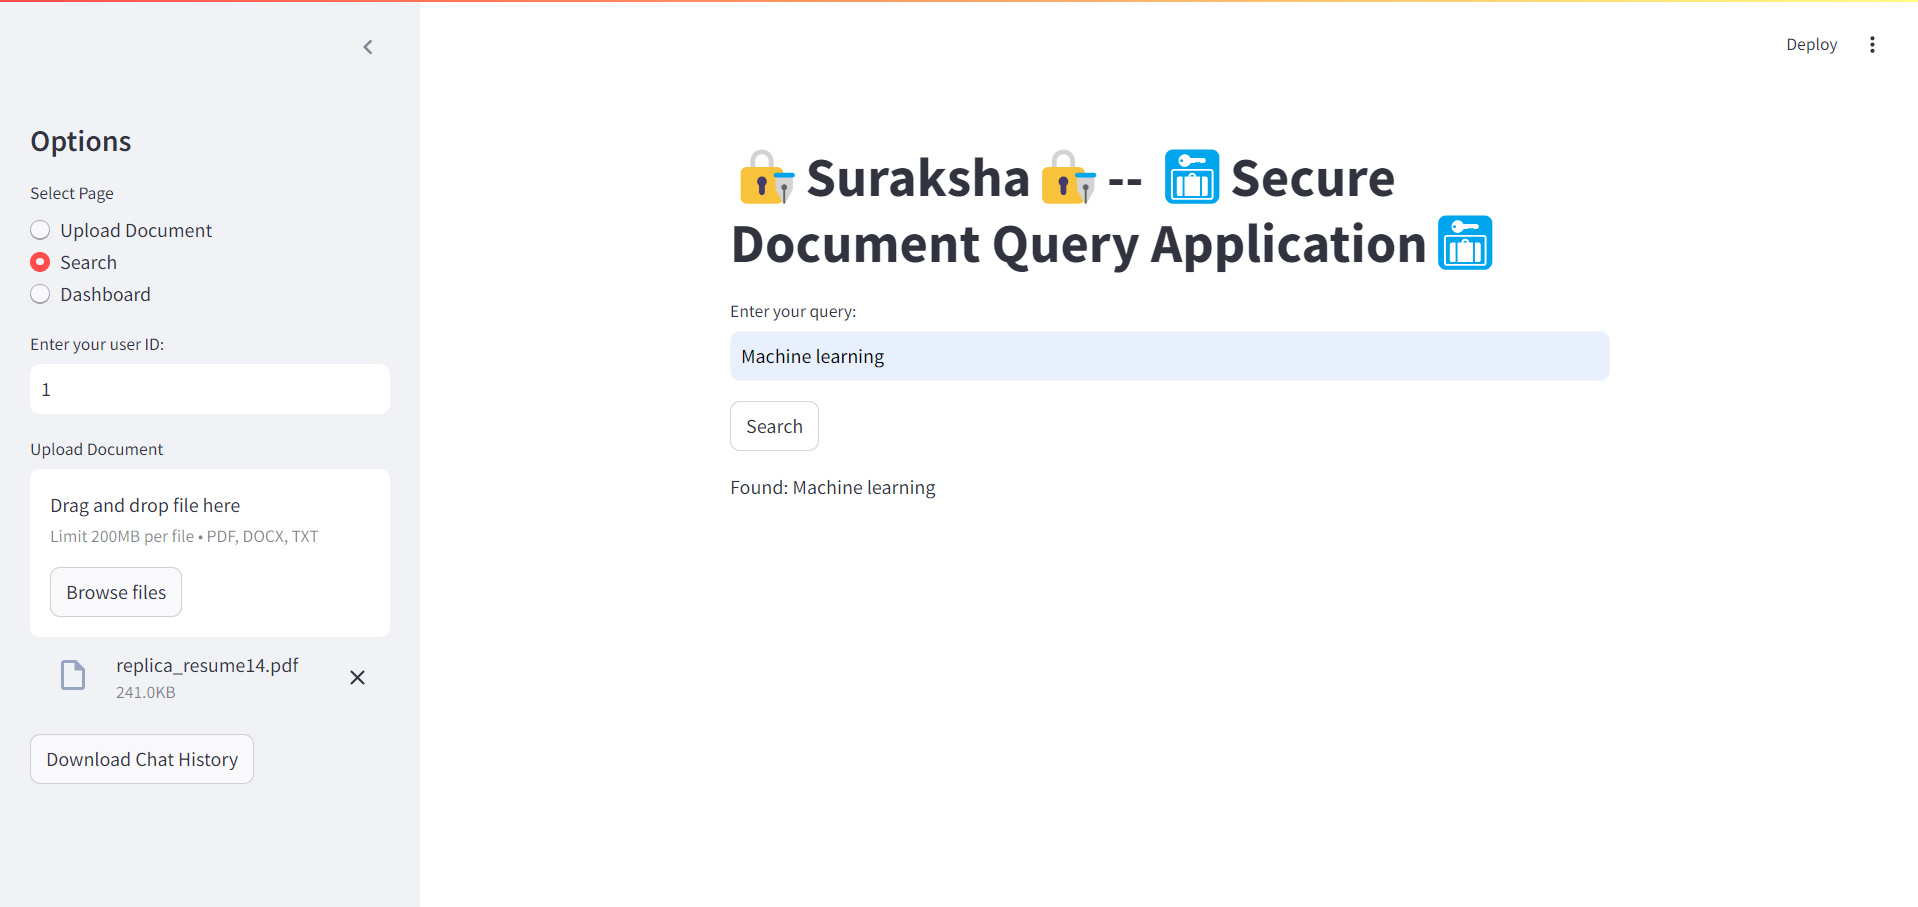 Deploy
Options
Select Page
Upload Document
Search
Dashboard
Enter your user ID:
1
Upload Document
Drag and drop file here
Limit 200MB per file • PDF, DOCX, TXT
Browse files
replica_resume14.pdf
241.0KB
Download Chat History
🔏 Suraksha 🔏 -- 🛅 Secure
Document Query Application 🛅
Enter your query:
Machine learning
Search
Found: Machine learning